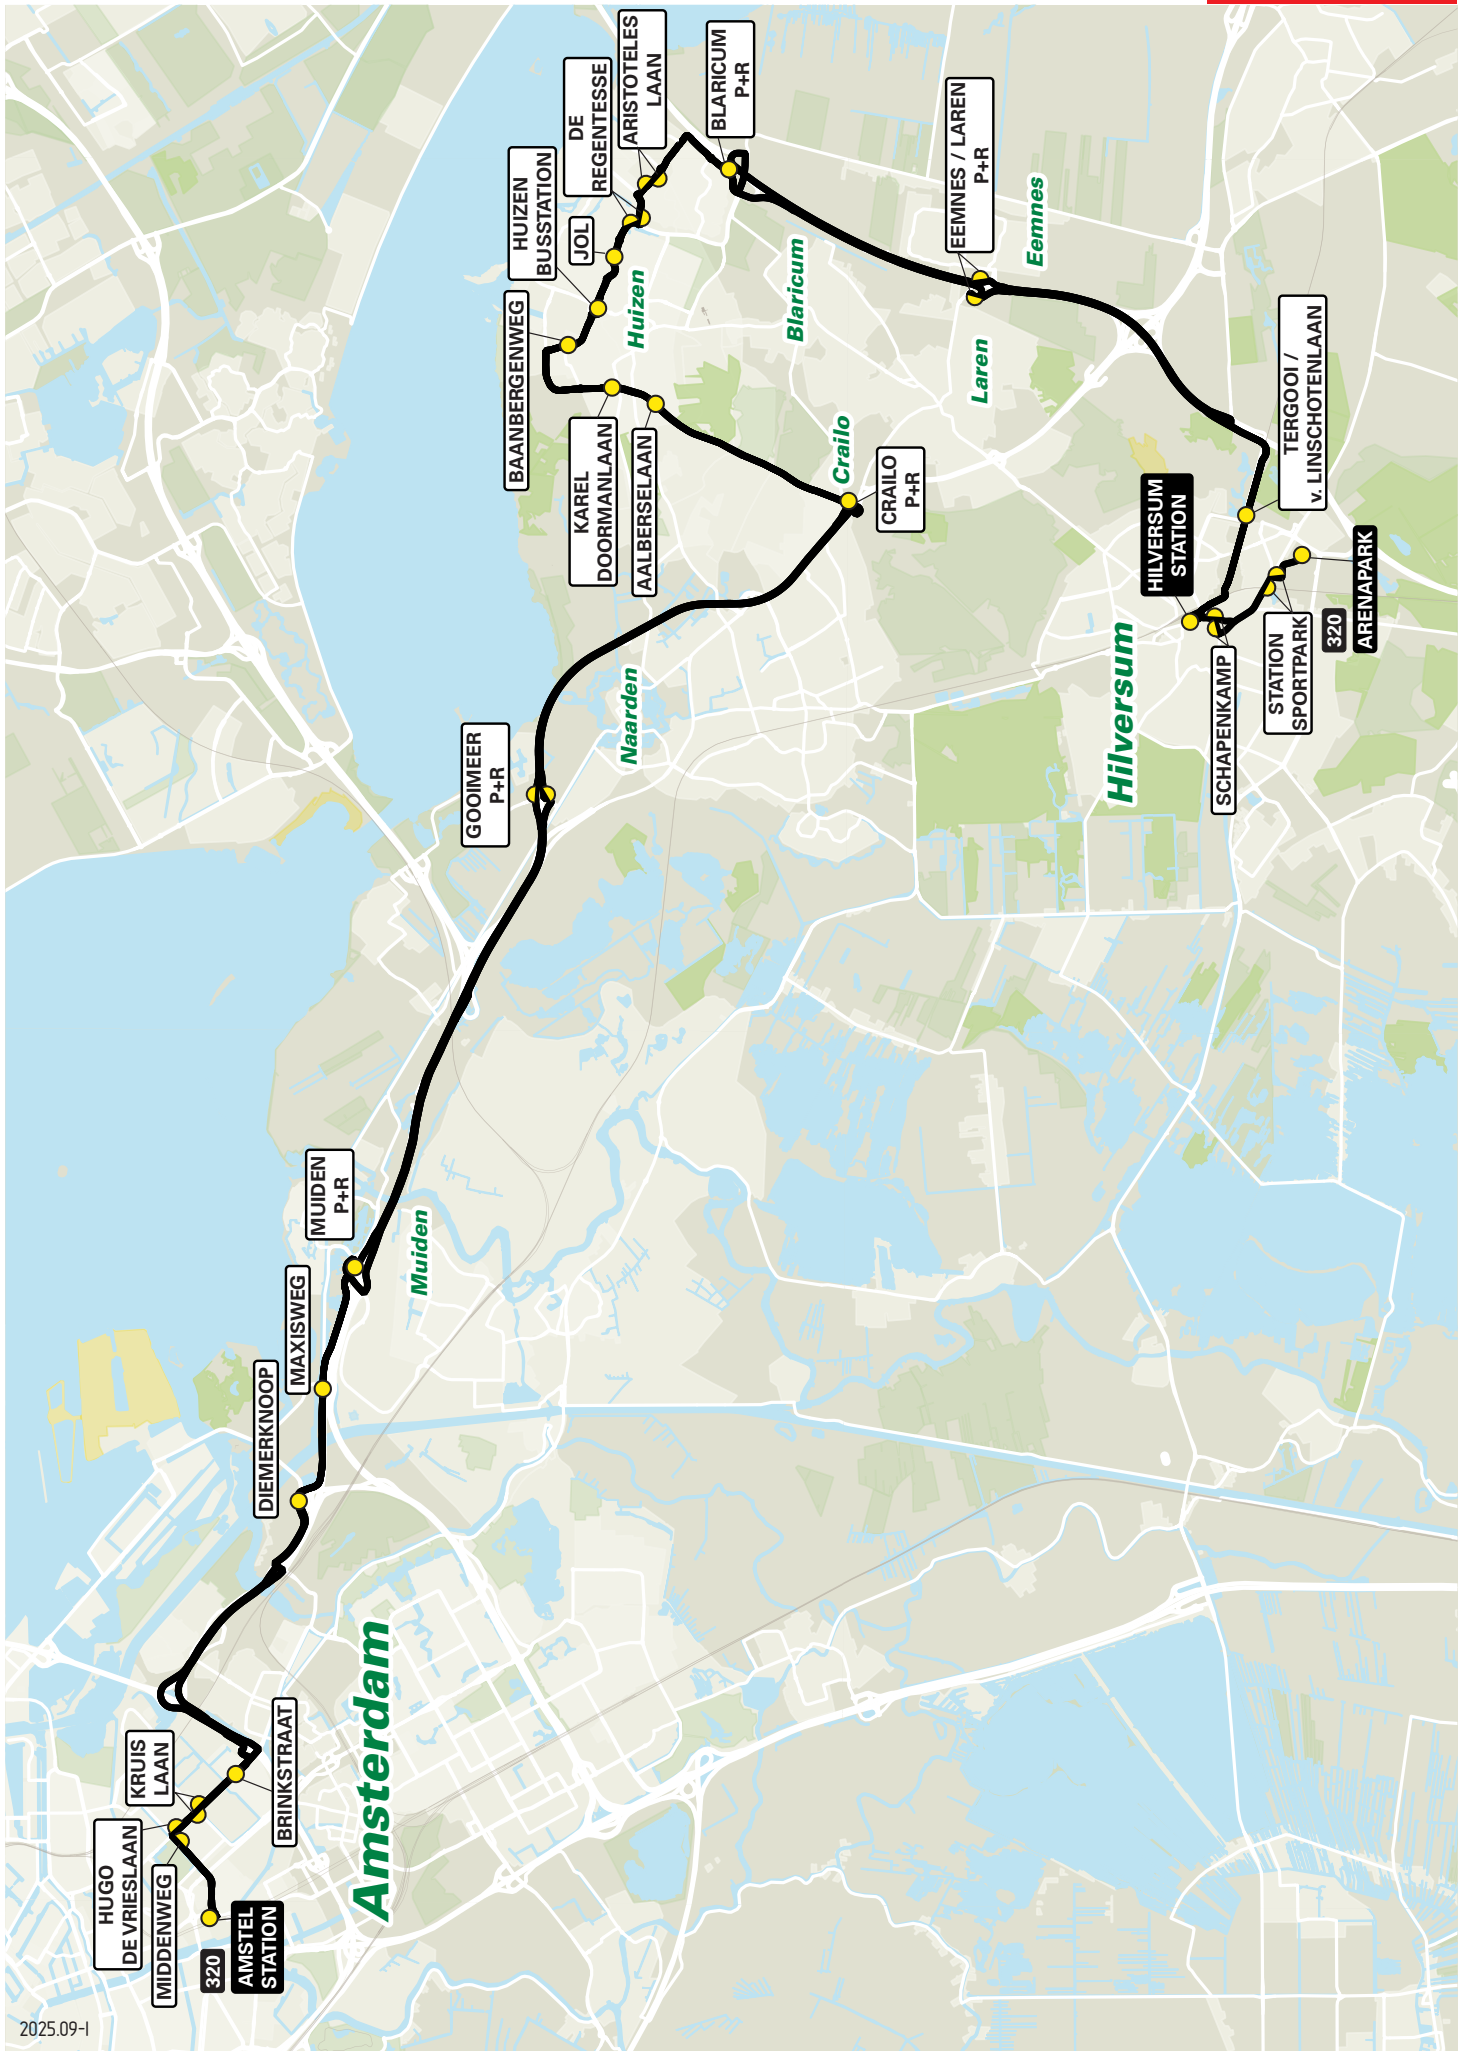 320
AMSTEL
STATION
MIDDENWEG
HUGO
DE VRIESLAAN
KRUIS
LAAN
BRINKSTRAAT
Amsterdam
DIEMERKNOOP
MAXISWEG
MUIDEN
P+R
Muiden
GOOIMEER
P+R
Naarden
CRAILO
P+R
Crailo
AALBERSELAAN
KAREL
DOORMANLAAN
BAANBERGENWEG
HUIZEN
BUSSTATION
Huizen
JOL
DE
REGENTESSE
ARISTOTELES
LAAN
BLARICUM
P+R
Blaricum
EEMNES / LAREN
P+R
Eemnes
Laren
TERGOOI /
v. LINSCHOTENLAAN
HILVERSUM
STATION
Hilversum
SCHAPENKAMP
STATION
SPORTPARK
320
ARENAPARK
2025.09-I